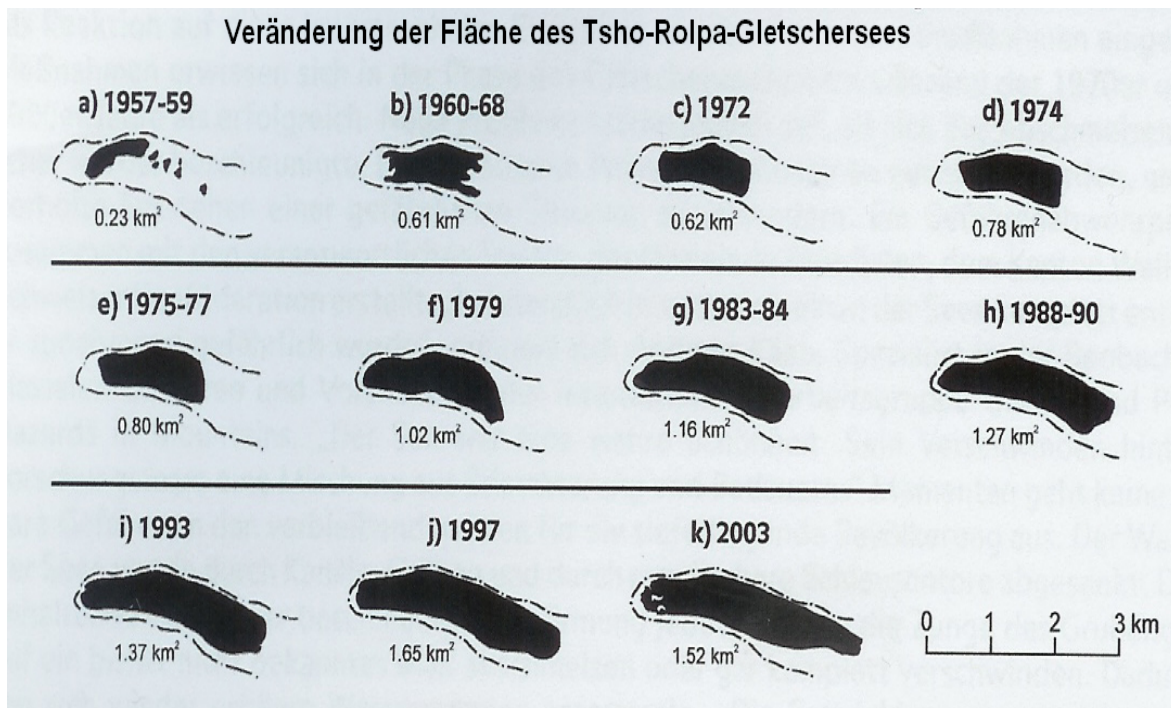 Veränderung der Fläche des Tsho-Rolpa-Gletschersees
a) 1957-59
b) 1960-68
c) 1972
d) 1974
0.23 km²
0.61 km²
0.62 km²
0.78 km²
e) 1975-77
f) 1979
g) 1983-84
h) 1988-90
0.80 km²
1.02 km²
1.16 km²
1.27 km²
i) 1993
j) 1997
k) 2003
1.37 km²
1.65 km²
1.52 km²
0 1 2 3 km